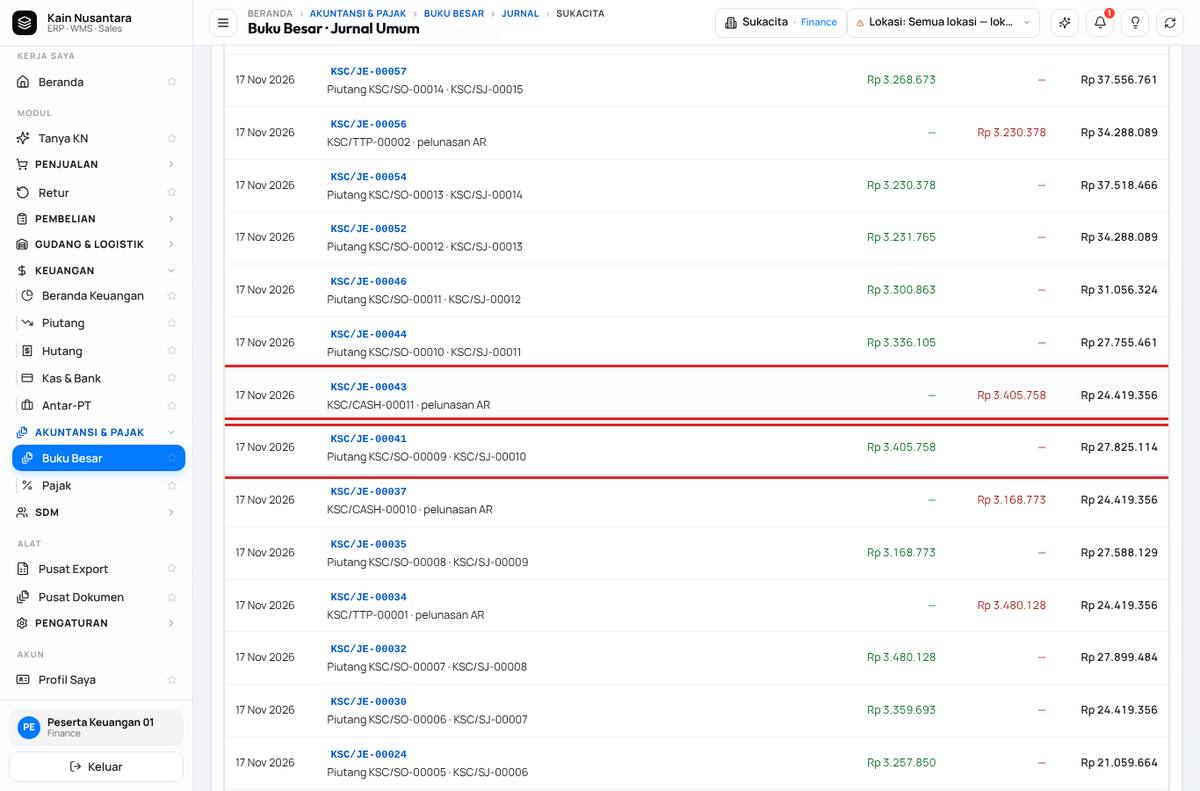 Kain Nusantara
ERP · WMS · Sales
KERJA SAYA
Beranda
MODUL
Tanya KN
PENJUALAN
Retur
PEMBELIAN
GUDANG & LOGISTIK
KEUANGAN
Beranda Keuangan
Piutang
Hutang
Kas & Bank
Antar-PT
AKUNTANSI & PAJAK
Buku Besar
Pajak
SDM
ALAT
Pusat Export
Pusat Dokumen
PENGATURAN
AKUN
Profil Saya
PE
Peserta Keuangan 01
Finance
Keluar
BERANDA > AKUNTANSI & PAJAK > BUKU BESAR > JURNAL > SUKACITA
Buku Besar · Jurnal Umum
Sukacita · Finance
Lokasi: Semua lokasi — lok...
1
KSC/JE-00057
17 Nov 2026 Piutang KSC/SO-00014 · KSC/SJ-00015 Rp 3.268.673 — Rp 37.556.761
KSC/JE-00056
17 Nov 2026 KSC/TTP-00002 · pelunasan AR — Rp 3.230.378 Rp 34.288.089
KSC/JE-00054
17 Nov 2026 Piutang KSC/SO-00013 · KSC/SJ-00014 Rp 3.230.378 — Rp 37.518.466
KSC/JE-00052
17 Nov 2026 Piutang KSC/SO-00012 · KSC/SJ-00013 Rp 3.231.765 — Rp 34.288.089
KSC/JE-00046
17 Nov 2026 Piutang KSC/SO-00011 · KSC/SJ-00012 Rp 3.300.863 — Rp 31.056.324
KSC/JE-00044
17 Nov 2026 Piutang KSC/SO-00010 · KSC/SJ-00011 Rp 3.336.105 — Rp 27.755.461
KSC/JE-00043
17 Nov 2026 KSC/CASH-00011 · pelunasan AR — Rp 3.405.758 Rp 24.419.356
KSC/JE-00041
17 Nov 2026 Piutang KSC/SO-00009 · KSC/SJ-00010 Rp 3.405.758 — Rp 27.825.114
KSC/JE-00037
17 Nov 2026 KSC/CASH-00010 · pelunasan AR — Rp 3.168.773 Rp 24.419.356
KSC/JE-00035
17 Nov 2026 Piutang KSC/SO-00008 · KSC/SJ-00009 Rp 3.168.773 — Rp 27.588.129
KSC/JE-00034
17 Nov 2026 KSC/TTP-00001 · pelunasan AR — Rp 3.480.128 Rp 24.419.356
KSC/JE-00032
17 Nov 2026 Piutang KSC/SO-00007 · KSC/SJ-00008 Rp 3.480.128 — Rp 27.899.484
KSC/JE-00030
17 Nov 2026 Piutang KSC/SO-00006 · KSC/SJ-00007 Rp 3.359.693 — Rp 24.419.356
KSC/JE-00024
17 Nov 2026 Piutang KSC/SO-00005 · KSC/SJ-00006 Rp 3.257.850 — Rp 21.059.664